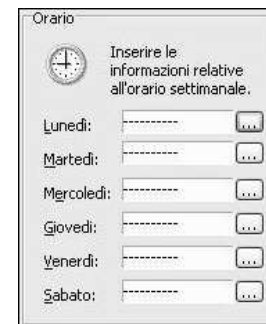 Orario
Inserire le
informazioni relative
all'orario settimanale.
Lunedì: ---------- ...
Martedì: ---------- ...
Mercoledì: ---------- ...
Giovedì: ---------- ...
Venerdì: ---------- ...
Sabato: ---------- ...